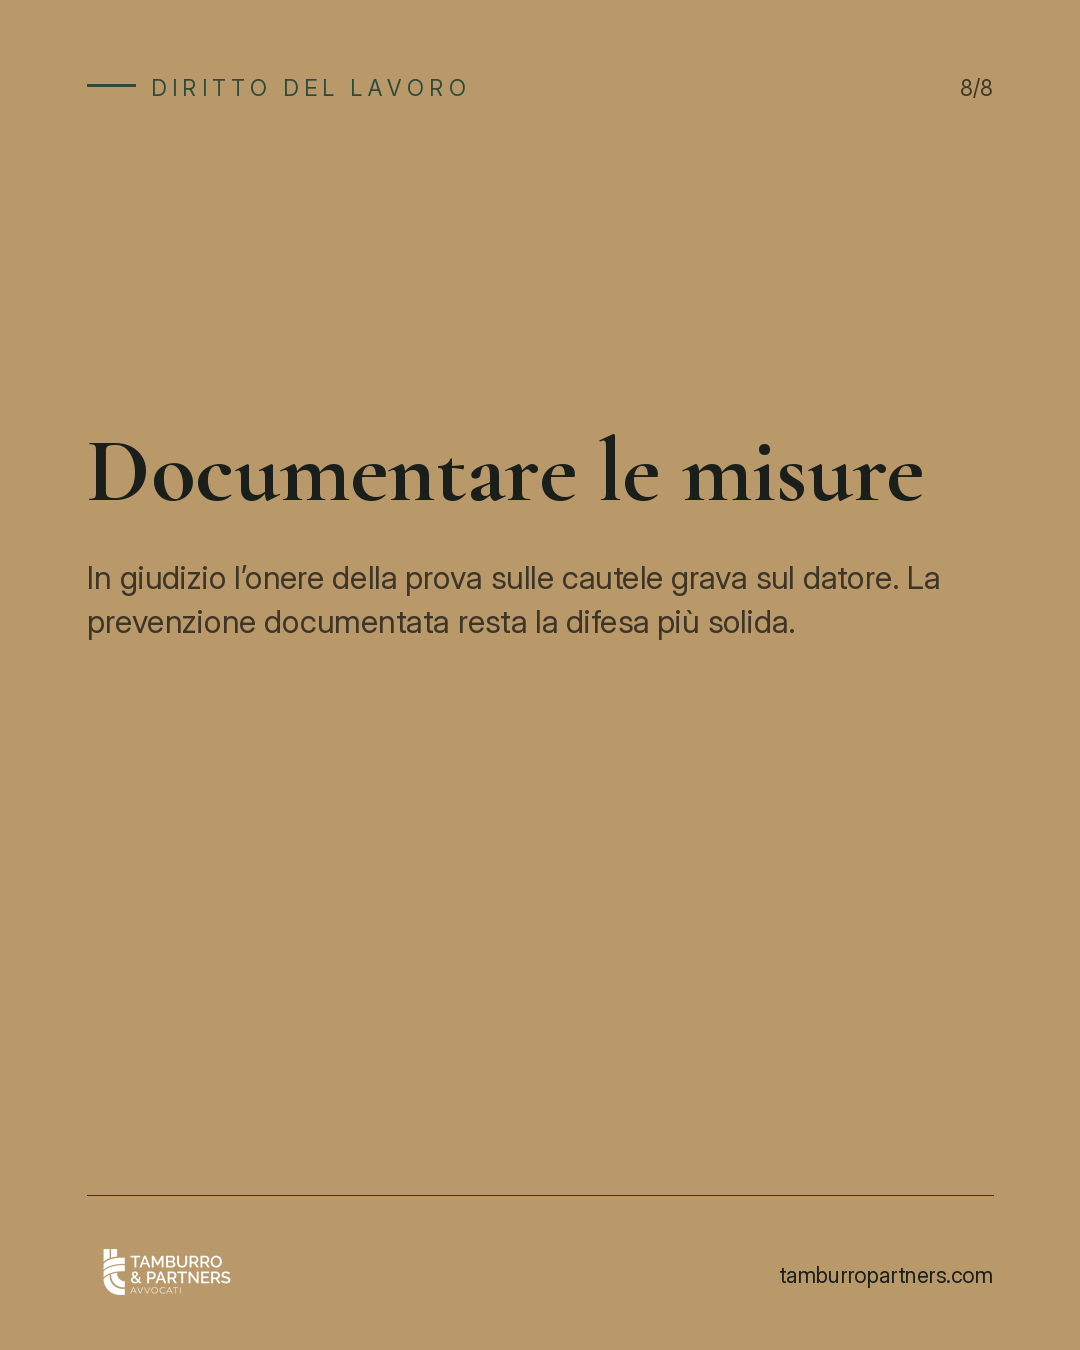 DIRITTO DEL LAVORO
8/8
Documentare le misure
In giudizio l’onere della prova sulle cautele grava sul datore. La
prevenzione documentata resta la difesa più solida.
TAMBURRO
& PARTNERS
AVVOCATI
tamburropartners.com